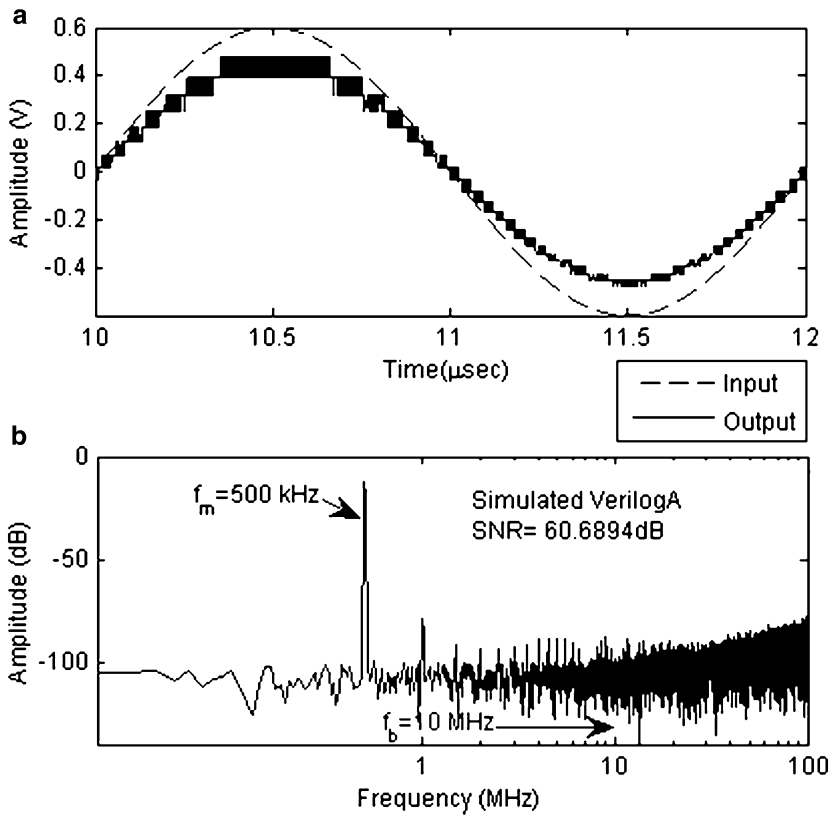 a
0.6
0.4
0.2
0
-0.2
-0.4
Amplitude (V)
10
10.5
11
11.5
12
Time(μsec)
Input
Output
b
0
-50
-100
Amplitude (dB)
fm=500 kHz
Simulated VerilogA
SNR= 60.6894dB
fb=10 MHz
1
10
100
Frequency (MHz)